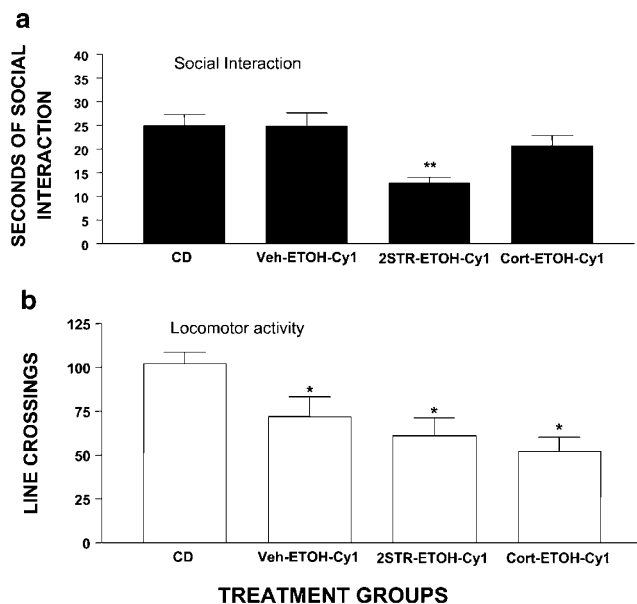 a
Social Interaction
SECONDS OF SOCIAL
INTERACTION
40
35
30
25
20
15
10
5
0
**
CD Veh-ETOH-Cy1 2STR-ETOH-Cy1 Cort-ETOH-Cy1
b
Locomotor activity
LINE CROSSINGS
125
100
75
50
25
0
* * *
CD Veh-ETOH-Cy1 2STR-ETOH-Cy1 Cort-ETOH-Cy1
TREATMENT GROUPS